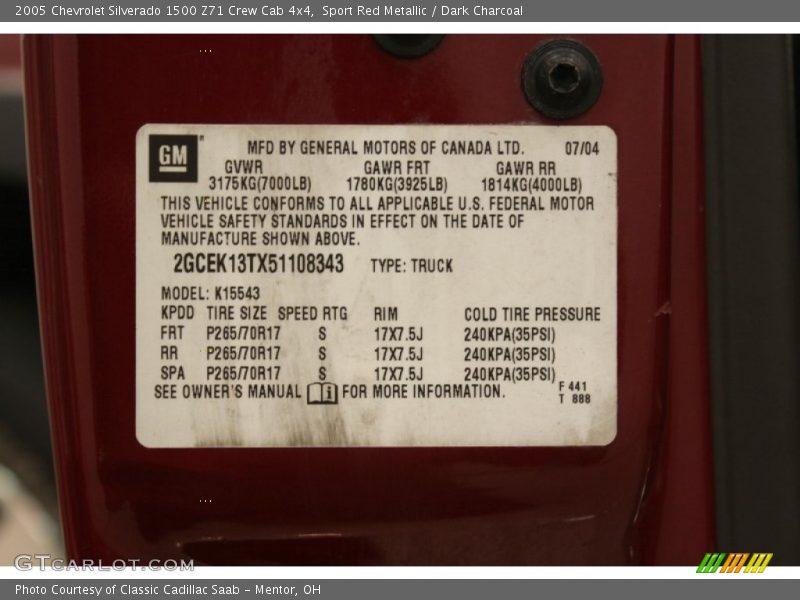 2005 Chevrolet Silverado 1500 Z71 Crew Cab 4x4, Sport Red Metallic / Dark Charcoal
GM
MFD BY GENERAL MOTORS OF CANADA LTD. 07/04
GVWR GAWR FRT GAWR RR
3175KG(7000LB) 1780KG(3925LB) 1814KG(4000LB)
THIS VEHICLE CONFORMS TO ALL APPLICABLE U.S. FEDERAL MOTOR
VEHICLE SAFETY STANDARDS IN EFFECT ON THE DATE OF
MANUFACTURE SHOWN ABOVE.
2GCEK13TX51108343 TYPE: TRUCK
MODEL: K15543
KPDD TIRE SIZE SPEED RTG RIM COLD TIRE PRESSURE
FRT P265/70R17 S 17X7.5J 240KPA(35PSI)
RR P265/70R17 S 17X7.5J 240KPA(35PSI)
SPA P265/70R17 S 17X7.5J 240KPA(35PSI)
SEE OWNER'S MANUAL i FOR MORE INFORMATION.
F 441
T 888
GTCARLOT.COM
Photo Courtesy of Classic Cadillac Saab - Mentor, OH